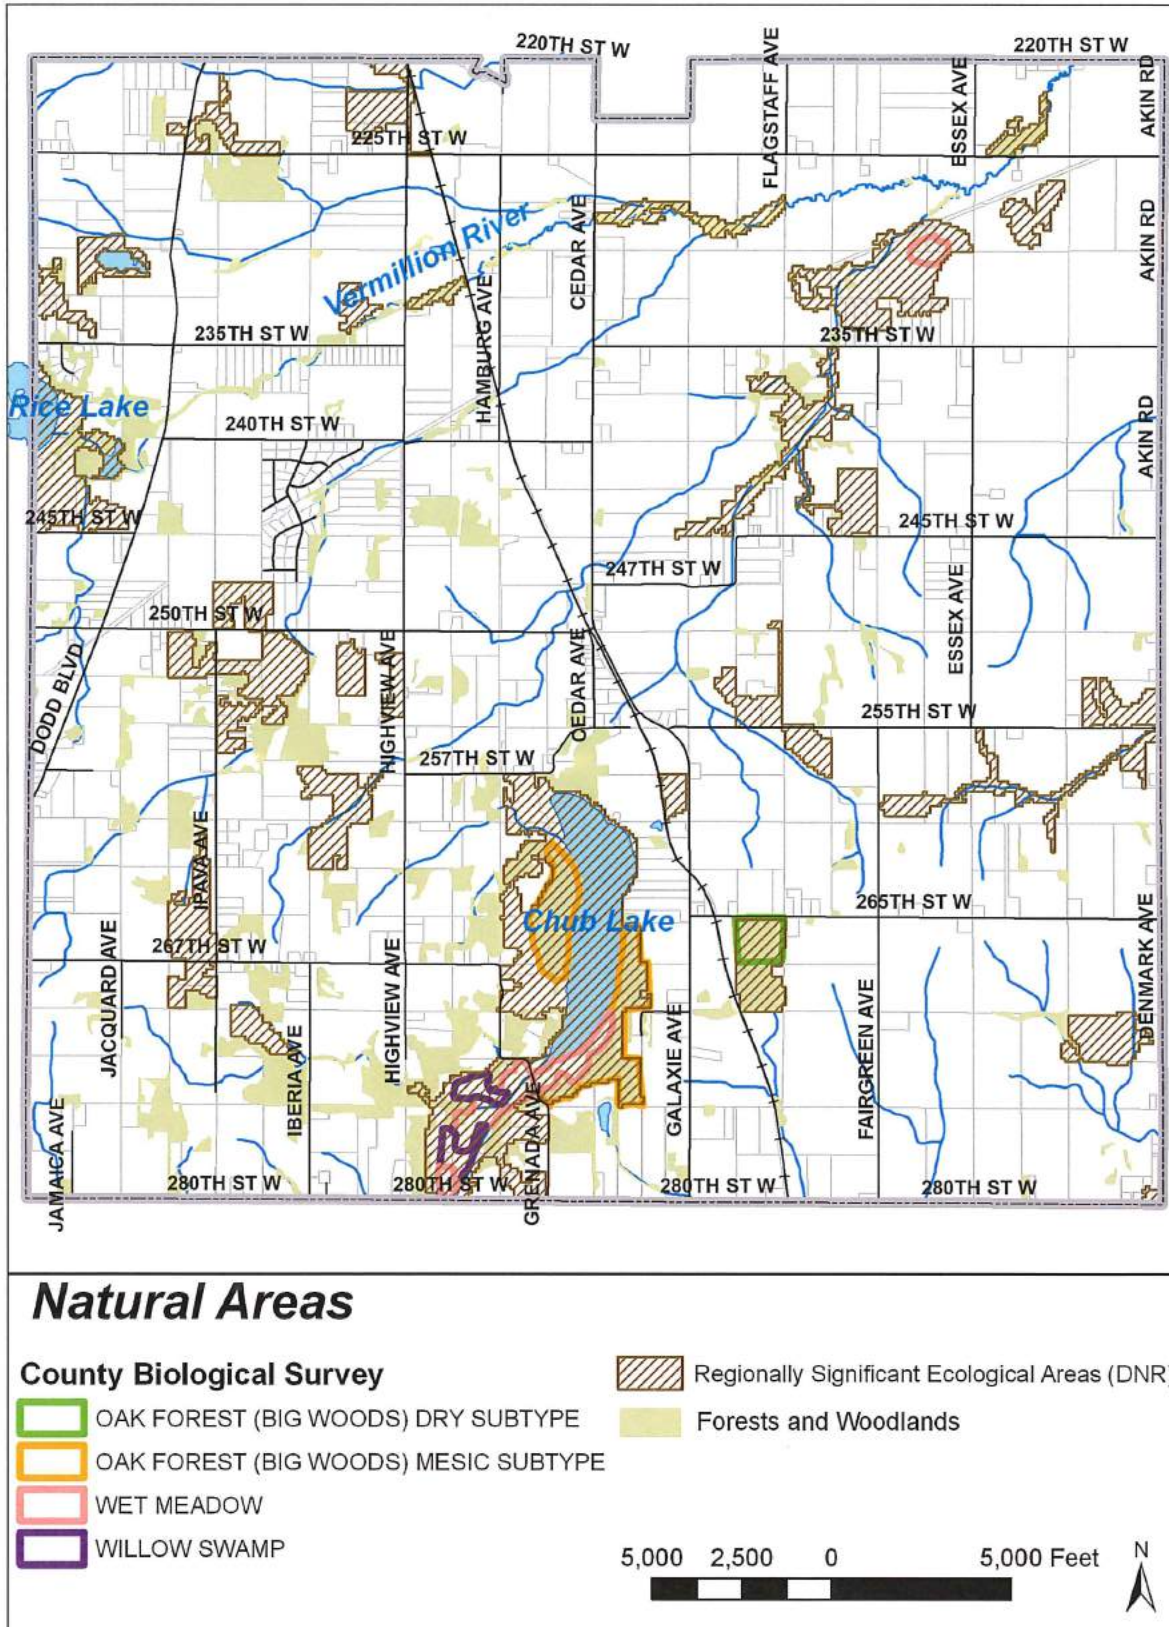 220TH ST W
220TH ST W
FLAGSTAFF AVE
ESSEX AVE
AKIN RD
225TH ST W
Vermillion River
CEDAR AVE
AKIN RD
HAMBURG AVE
235TH ST W
235TH ST W
Rice Lake
240TH ST W
AKIN RD
245TH ST W
245TH ST W
247TH ST W
250TH ST W
ESSEX AVE
DODD BLVD
HIGHVIEW AVE
CEDAR AVE
255TH ST W
257TH ST W
IPAVA AVE
265TH ST W
Chub Lake
267TH ST W
JACQUARD AVE
HIGHVIEW AVE
DENMARK AVE
IBERIA AVE
GALAXIE AVE
FAIRGREEN AVE
JAMAICA AVE
GRENADA AVE
280TH ST W
280TH ST W
280TH ST W
280TH ST W
Natural Areas
County Biological Survey
OAK FOREST (BIG WOODS) DRY SUBTYPE
OAK FOREST (BIG WOODS) MESIC SUBTYPE
WET MEADOW
WILLOW SWAMP
Regionally Significant Ecological Areas (DNR)
Forests and Woodlands
5,000 2,500 0 5,000 Feet
N